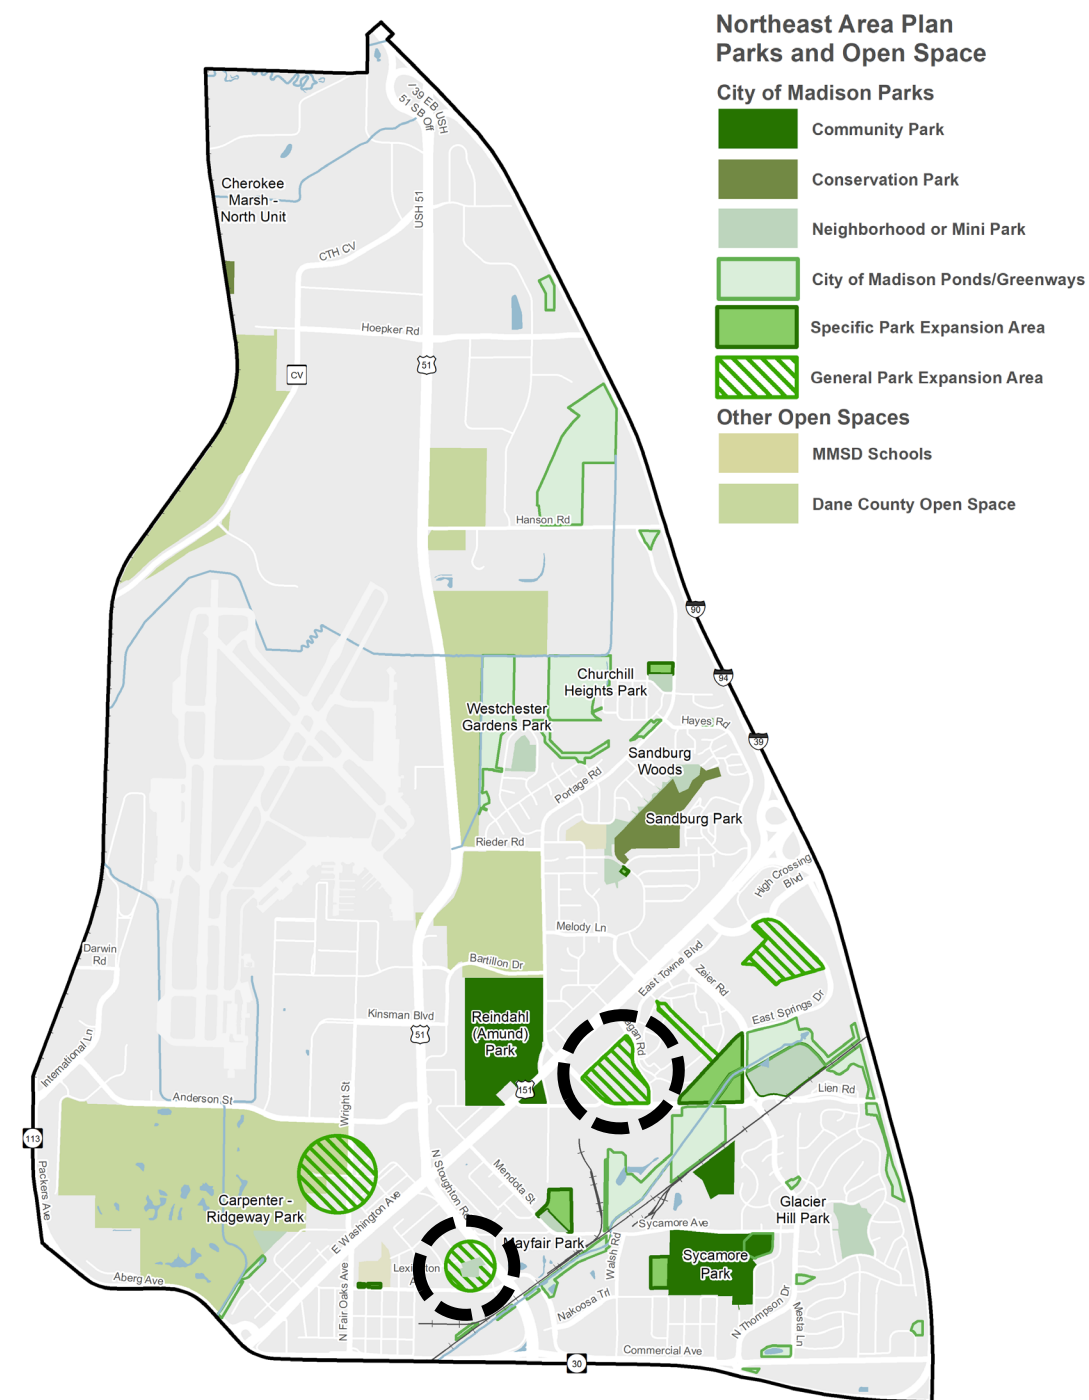 Northeast Area Plan
Parks and Open Space
City of Madison Parks
Community Park
Conservation Park
Neighborhood or Mini Park
City of Madison Ponds/Greenways
Specific Park Expansion Area
General Park Expansion Area
Other Open Spaces
MMSD Schools
Dane County Open Space
39 EB USH
51 SB Off
Cherokee
Marsh -
North Unit
USH 51
CTH CV
Hoepker Rd
51
CV
Hanson Rd
90
94
39
Churchill
Heights Park
Westchester
Gardens Park
Hayes Rd
Sandburg
Woods
Portage Rd
Sandburg Park
Rieder Rd
High Crossing
Blvd
Melody Ln
Darwin
Rd
Bartillon Dr
East Towne Blvd
Zeier Rd
East Springs Dr
Kinsman Blvd
51
Reindahl
(Amund)
Park
International Ln
151
Lien Rd
Anderson St
Wright St
113
Packers Ave
N Stoughton Rd
Mendota St
Carpenter -
Ridgeway Park
E Washington Ave
Glacier
Hill Park
Sycamore Ave
Mayfair Park
Walsh Rd
Sycamore
Park
Aberg Ave
N Fair Oaks Ave
Nakoosa Trl
N Thompson Dr
Mesta Ln
Commercial Ave
30